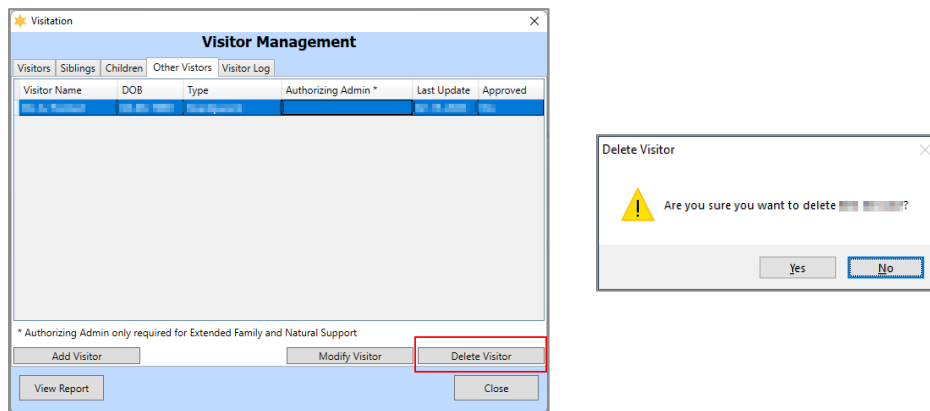 Visitation
Visitor Management
Visitors Siblings Children Other Vistors Visitor Log
Visitor Name DOB Type Authorizing Admin * Last Update Approved
* Authorizing Admin only required for Extended Family and Natural Support
Add Visitor Modify Visitor Delete Visitor
View Report Close
Delete Visitor
Are you sure you want to delete ?
Yes No